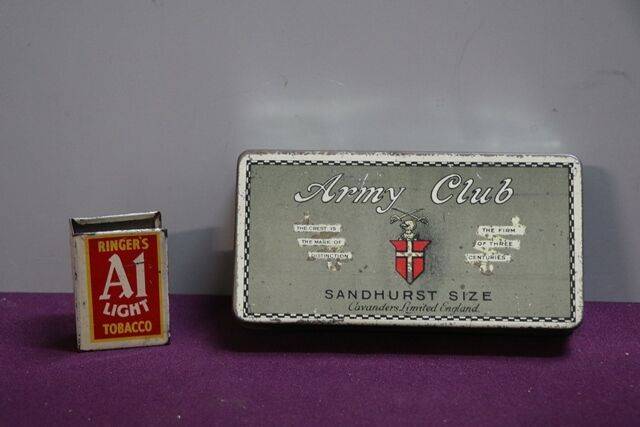 RINGER'S
A1
LIGHT
TOBACCO
Army Club
THE CREST IS
THE MARK OF
DISTINCTION
THE FIRM
OF THREE
CENTURIES
SANDHURST SIZE
Cavanders Limited England.